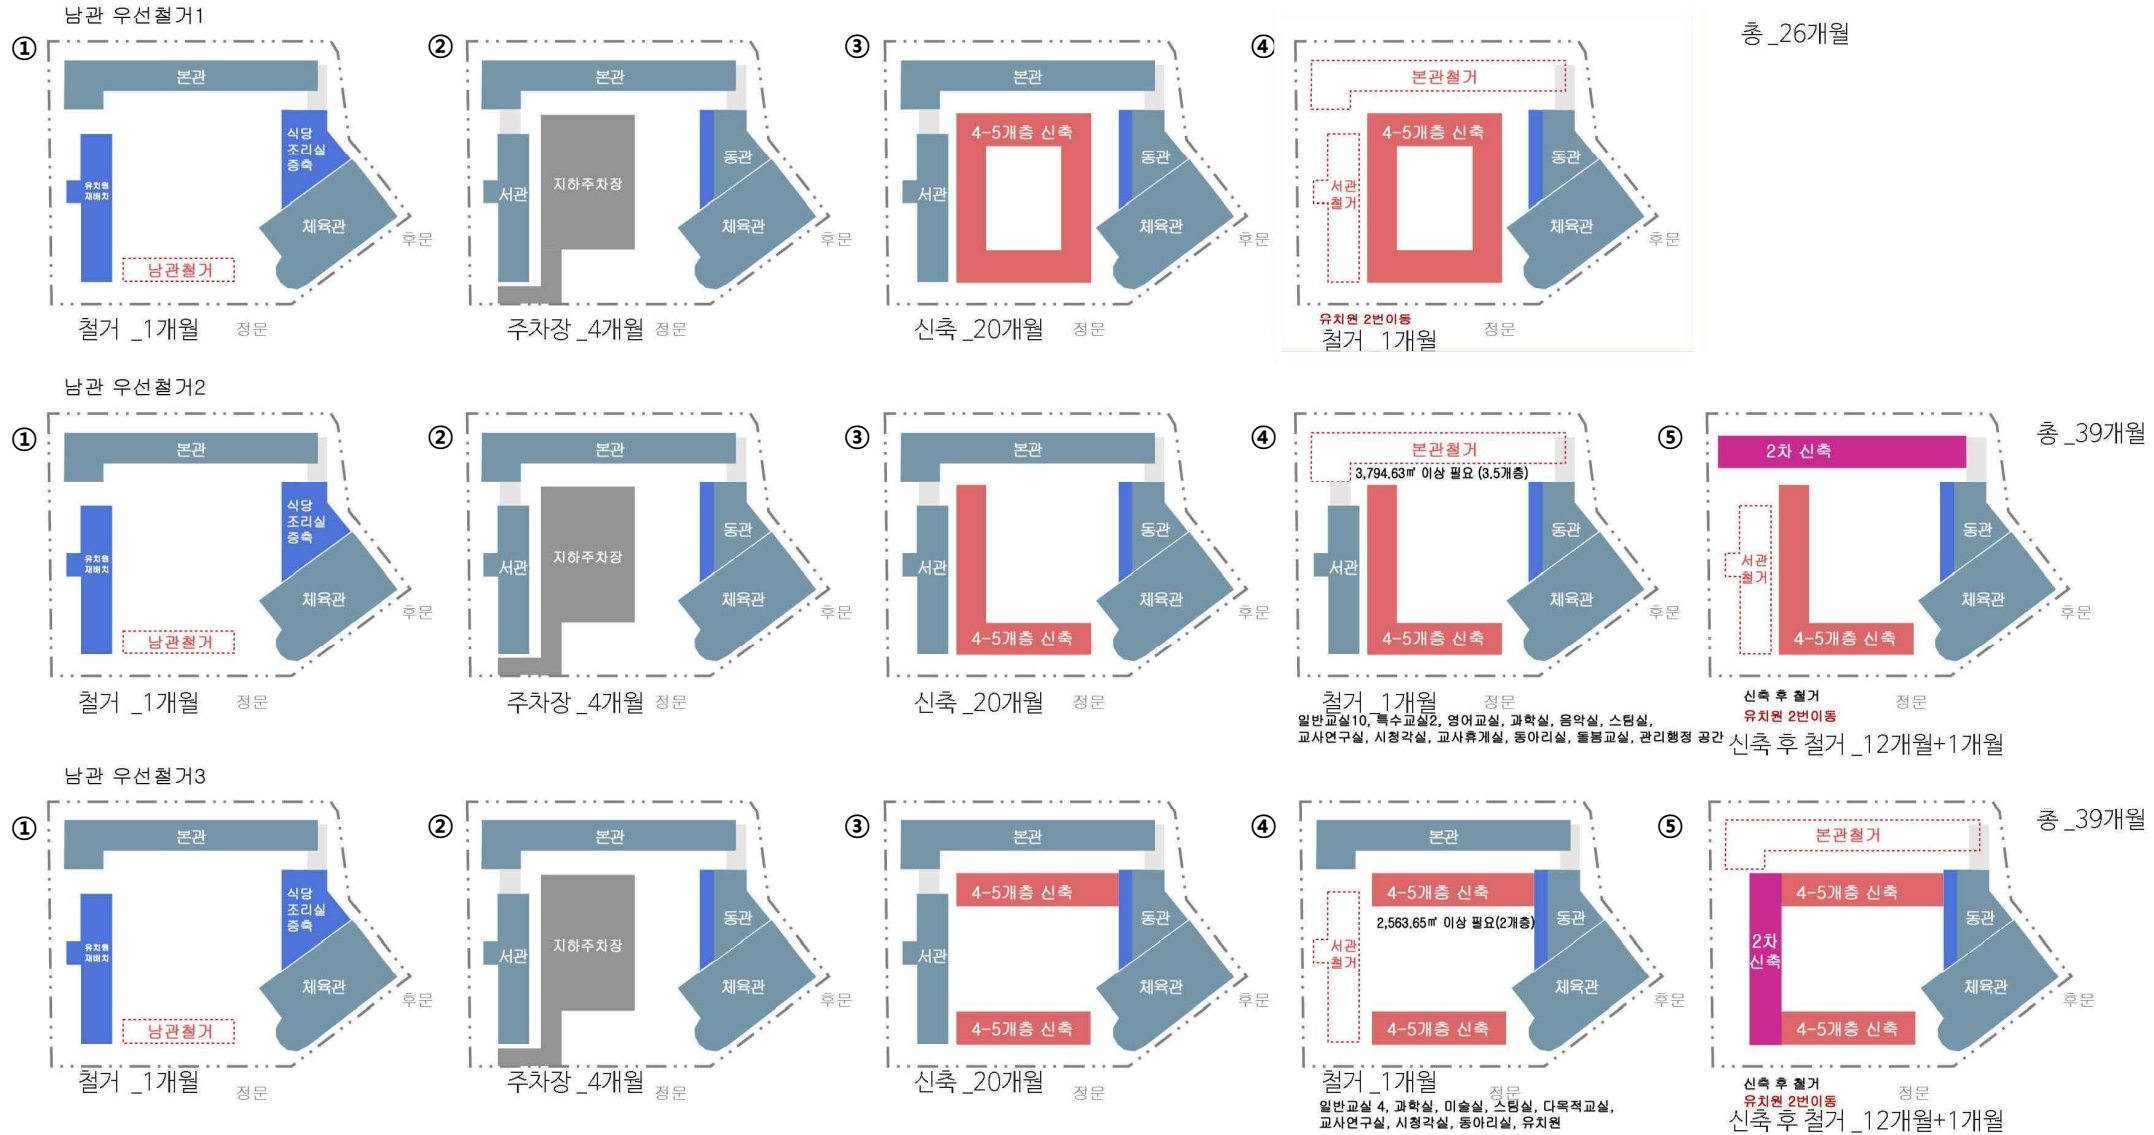 남관 우선철거1
총 _26개월
① ② ③ ④
본관
식당
조리실
증축
유치원
재배치
체육관
후문
남관철거
철거 _1개월
정문
본관
동관
지하주차장
서관
체육관
후문
주차장 _4개월
정문
본관
4-5개층 신축
동관
서관
체육관
후문
신축 _20개월
정문
본관철거
4-5개층 신축
동관
서관
철거
체육관
후문
유치원 2번이동
정문
철거 _1개월
남관 우선철거2
총 _39개월
① ② ③ ④ ⑤
본관
식당
조리실
증축
유치원
재배치
체육관
후문
남관철거
철거 _1개월
정문
본관
동관
지하주차장
서관
체육관
후문
주차장 _4개월
정문
본관
동관
서관
체육관
후문
4-5개층 신축
신축 _20개월
정문
본관철거
3,794.63㎡ 이상 필요 (3.5개층)
동관
서관
체육관
후문
4-5개층 신축
철거 _1개월
정문
일반교실10, 특수교실2, 영어교실, 과학실, 음악실, 스팀실,
교사연구실, 시청각실, 교사휴게실, 동아리실, 돌봄교실, 관리행정 공간
2차 신축
동관
서관
철거
체육관
후문
4-5개층 신축
신축 후 철거
정문
유치원 2번이동
신축 후 철거 _12개월+1개월
남관 우선철거3
총 _39개월
① ② ③ ④ ⑤
본관
식당
조리실
증축
유치원
재배치
체육관
후문
남관철거
철거 _1개월
정문
본관
동관
지하주차장
서관
체육관
후문
주차장 _4개월
정문
본관
4-5개층 신축
동관
서관
체육관
후문
4-5개층 신축
신축 _20개월
정문
본관
4-5개층 신축
2,563.65㎡ 이상 필요(2개층)
동관
서관
철거
체육관
후문
4-5개층 신축
철거 _1개월
정문
일반교실 4, 과학실, 미술실, 스팀실, 다목적교실,
교사연구실, 시청각실, 동아리실, 유치원
본관철거
4-5개층 신축
동관
2차
신축
체육관
후문
4-5개층 신축
신축 후 철거
정문
유치원 2번이동
신축 후 철거 _12개월+1개월